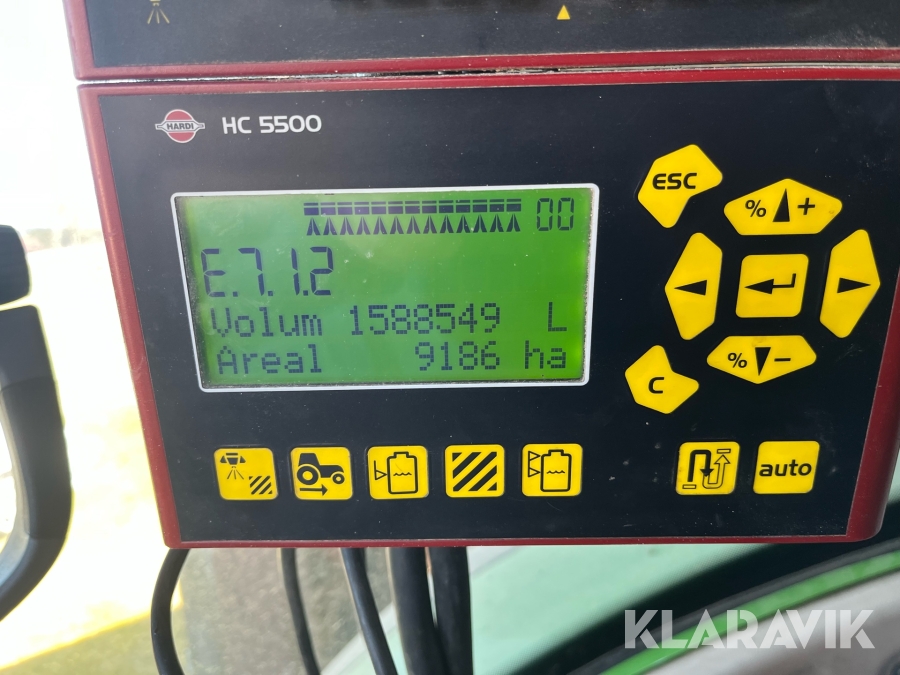 HARDI HC 5500
00
E.7.1.2
Volum 1588549 L
Areal 9186 ha
ESC
% +
% -
C
auto
KLARAVIK